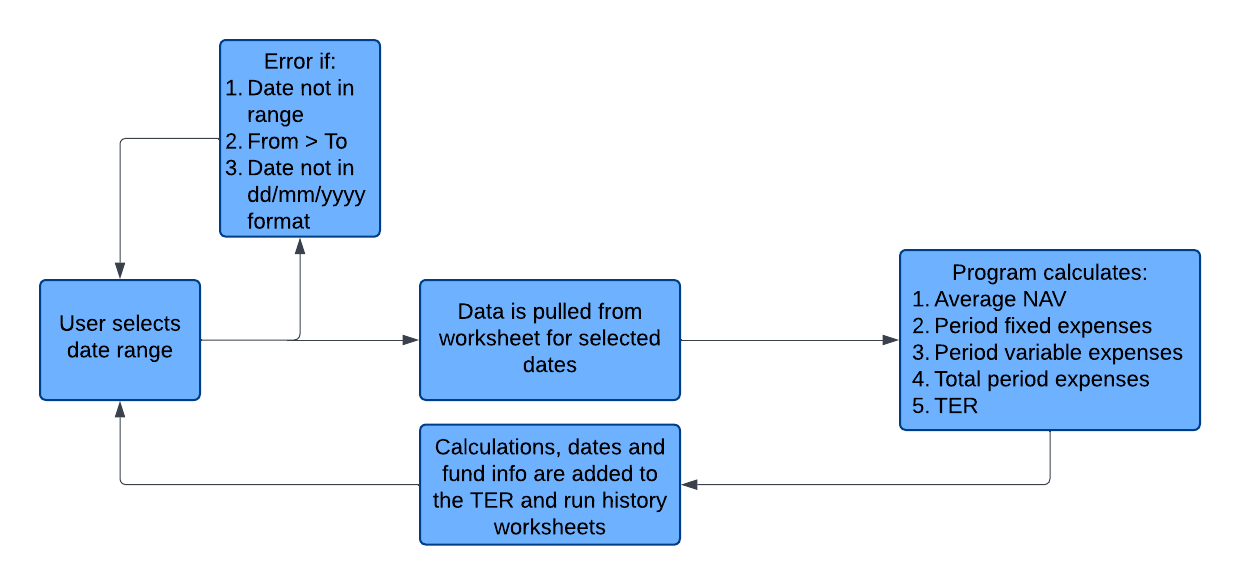 Error if:
1. Date not in
range
2. From > To
3. Date not in
dd/mm/yyyy
format
User selects
date range
Data is pulled from
worksheet for selected
dates
Program calculates:
1. Average NAV
2. Period fixed expenses
3. Period variable expenses
4. Total period expenses
5. TER
Calculations, dates and
fund info are added to
the TER and run history
worksheets